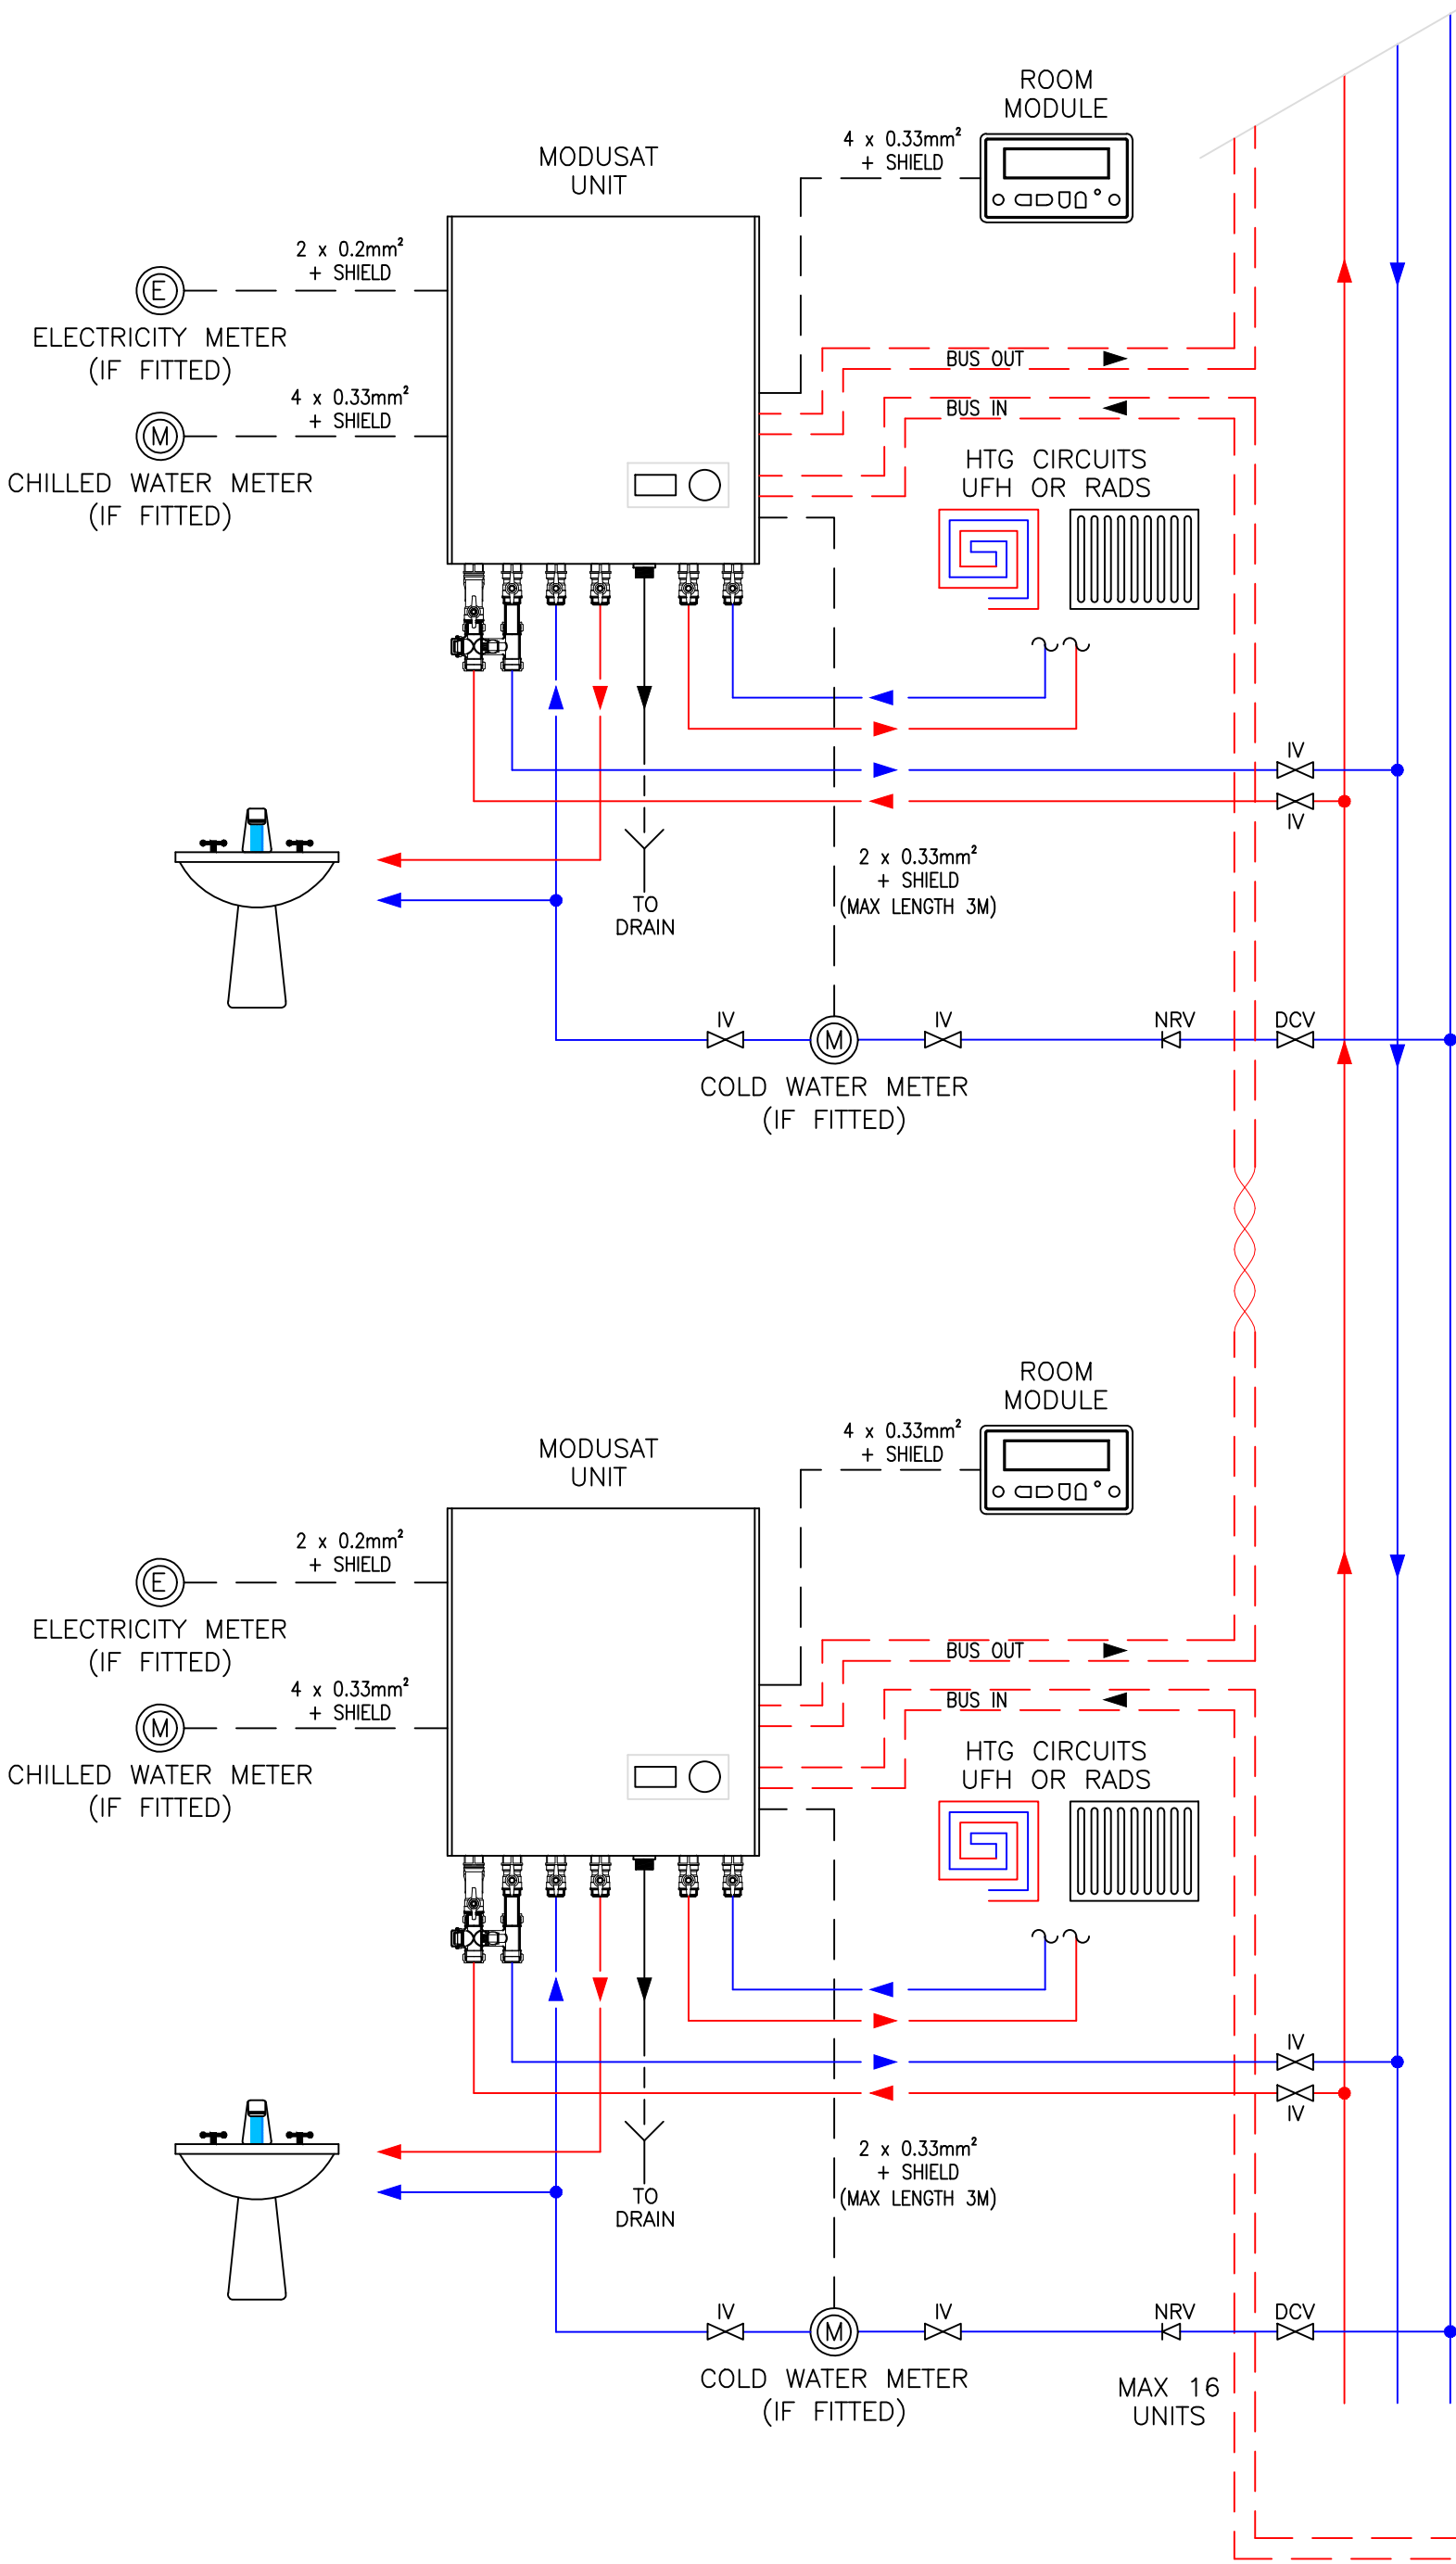 ROOM
MODULE
4 x 0.33mm²
+ SHIELD
MODUSAT
UNIT
2 x 0.2mm²
+ SHIELD
E
ELECTRICITY METER
(IF FITTED)
BUS OUT
4 x 0.33mm²
+ SHIELD
BUS IN
M
CHILLED WATER METER
(IF FITTED)
HTG CIRCUITS
UFH OR RADS
IV
IV
2 x 0.33mm²
+ SHIELD
(MAX LENGTH 3M)
TO
DRAIN
IV
IV
NRV
DCV
M
COLD WATER METER
(IF FITTED)
ROOM
MODULE
4 x 0.33mm²
+ SHIELD
MODUSAT
UNIT
2 x 0.2mm²
+ SHIELD
E
ELECTRICITY METER
(IF FITTED)
BUS OUT
4 x 0.33mm²
+ SHIELD
BUS IN
M
CHILLED WATER METER
(IF FITTED)
HTG CIRCUITS
UFH OR RADS
IV
IV
2 x 0.33mm²
+ SHIELD
(MAX LENGTH 3M)
TO
DRAIN
IV
IV
NRV
DCV
M
COLD WATER METER
(IF FITTED)
MAX 16
UNITS